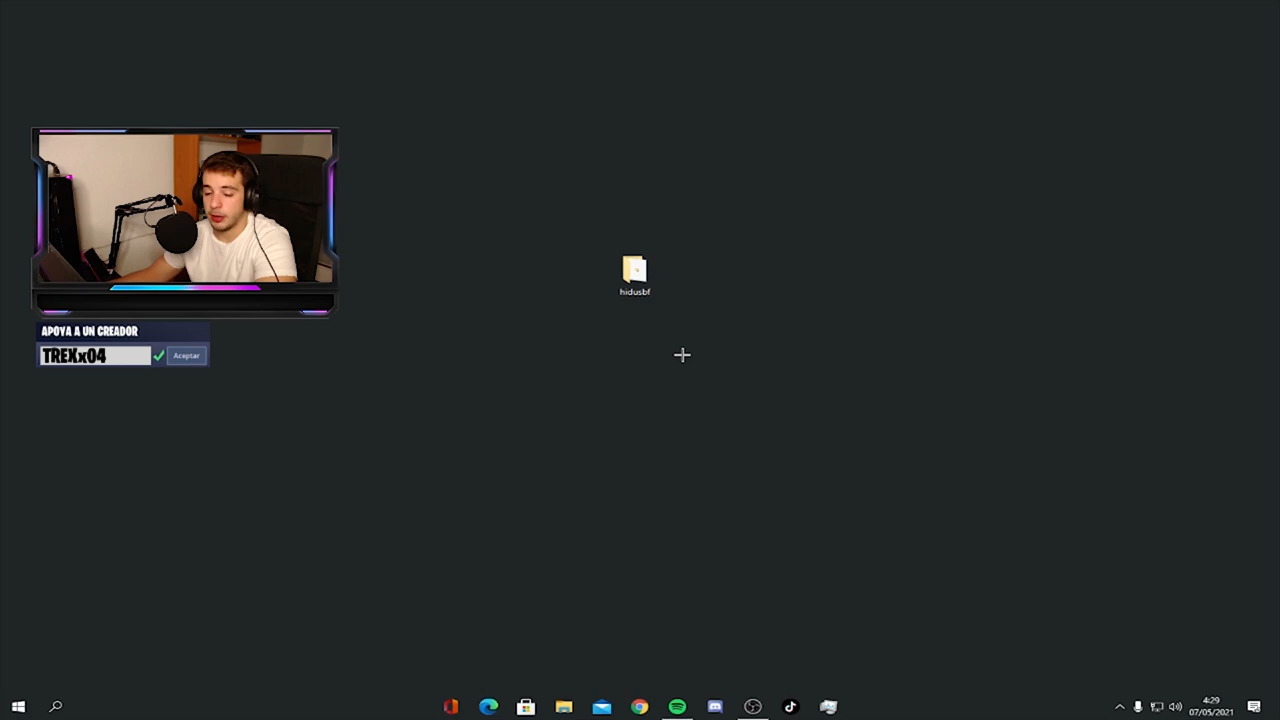 hidusbf
APOYA A UN CREADOR
TREXx04
Aceptar
4:29
07/05/2021